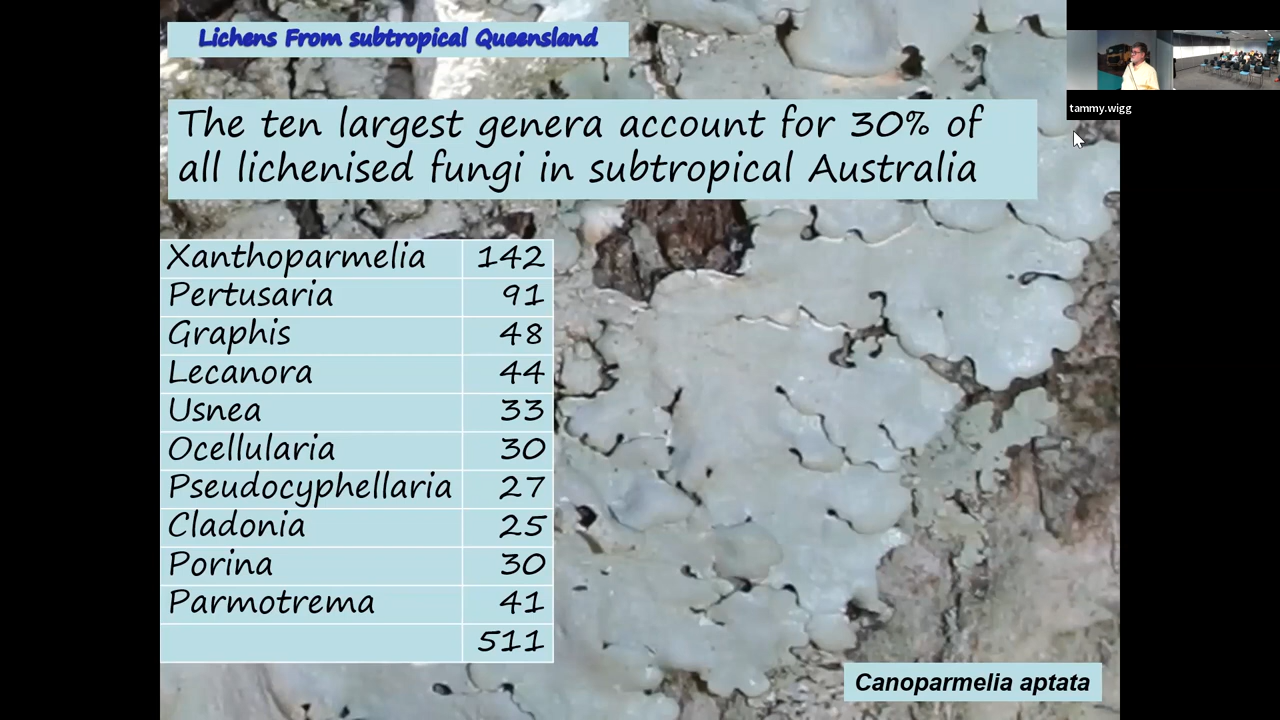 Lichens From subtropical Queensland
tammy.wigg
The ten largest genera account for 30% of
all lichenised fungi in subtropical Australia
Xanthoparmelia 142
Pertusaria 91
Graphis 48
Lecanora 44
Usnea 33
Ocellularia 30
Pseudocyphellaria 27
Cladonia 25
Porina 30
Parmotrema 41
511
Canoparmelia aptata